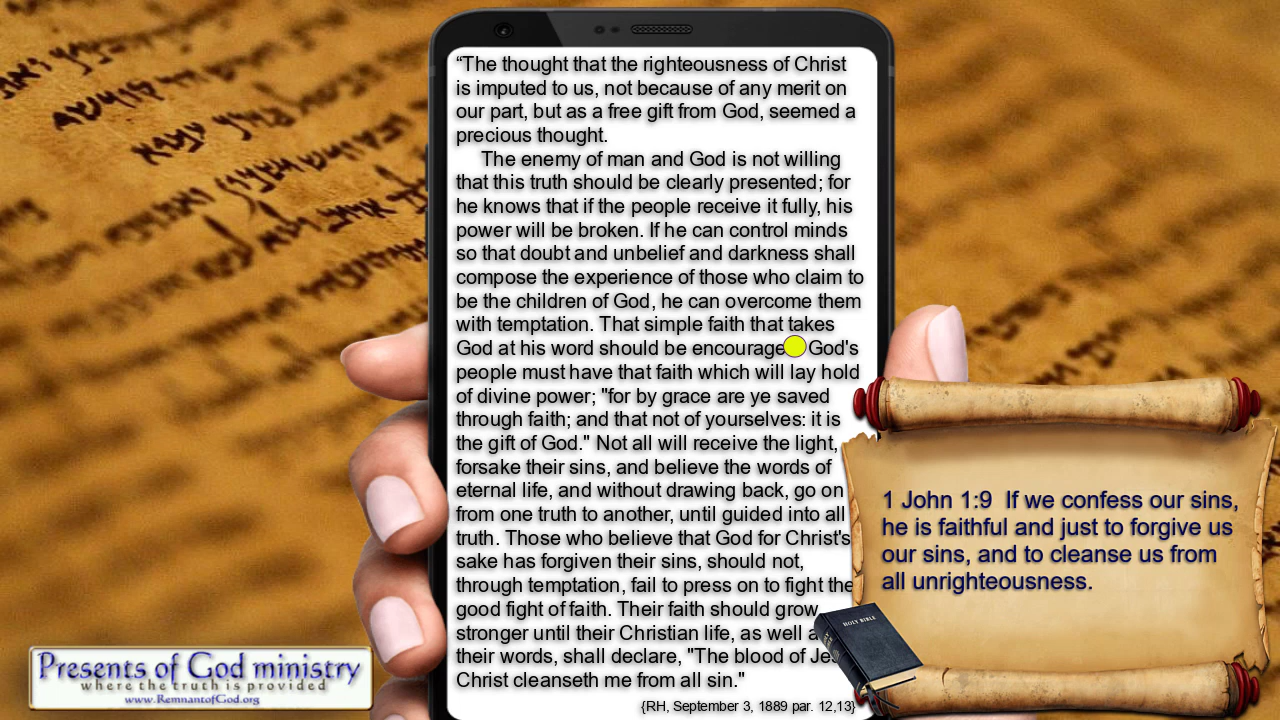 “The thought that the righteousness of Christ
is imputed to us, not because of any merit on
our part, but as a free gift from God, seemed a
precious thought.
The enemy of man and God is not willing
that this truth should be clearly presented; for
he knows that if the people receive it fully, his
power will be broken. If he can control minds
so that doubt and unbelief and darkness shall
compose the experience of those who claim to
be the children of God, he can overcome them
with temptation. That simple faith that takes
God at his word should be encourage God's
people must have that faith which will lay hold
of divine power; "for by grace are ye saved
through faith; and that not of yourselves: it is
the gift of God." Not all will receive the light,
forsake their sins, and believe the words of
eternal life, and without drawing back, go on
from one truth to another, until guided into all
truth. Those who believe that God for Christ's
sake has forgiven their sins, should not,
through temptation, fail to press on to fight the
good fight of faith. Their faith should grow
stronger until their Christian life, as well a
their words, shall declare, "The blood of Je
Christ cleanseth me from all sin."
{RH, September 3, 1889 par. 12,13}
1 John 1:9 If we confess our sins,
he is faithful and just to forgive us
our sins, and to cleanse us from
all unrighteousness.
HOLY BIBLE
Presents of God ministry
where the truth is provided
www.RemnantofGod.org